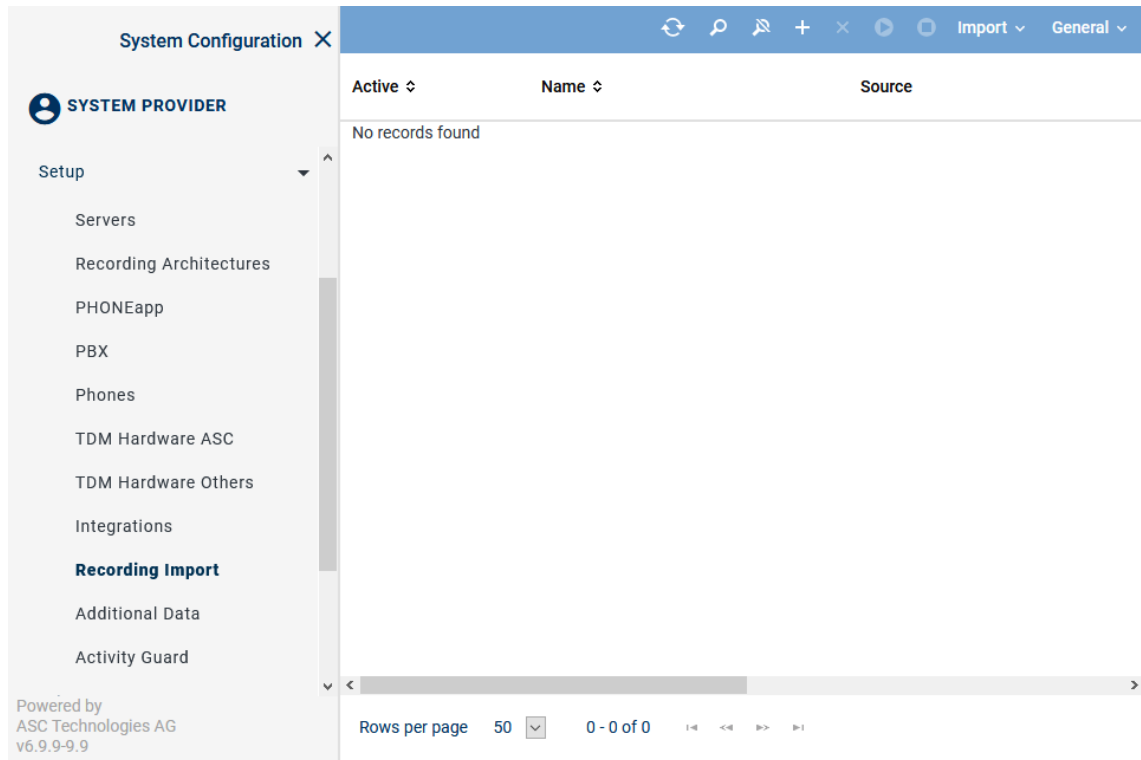 System Configuration
Import
General
SYSTEM PROVIDER
Active
Name
Source
No records found
Setup
Servers
Recording Architectures
PHONEapp
PBX
Phones
TDM Hardware ASC
TDM Hardware Others
Integrations
Recording Import
Additional Data
Activity Guard
Powered by
ASC Technologies AG
v6.9.9-9.9
Rows per page 50 0 - 0 of 0